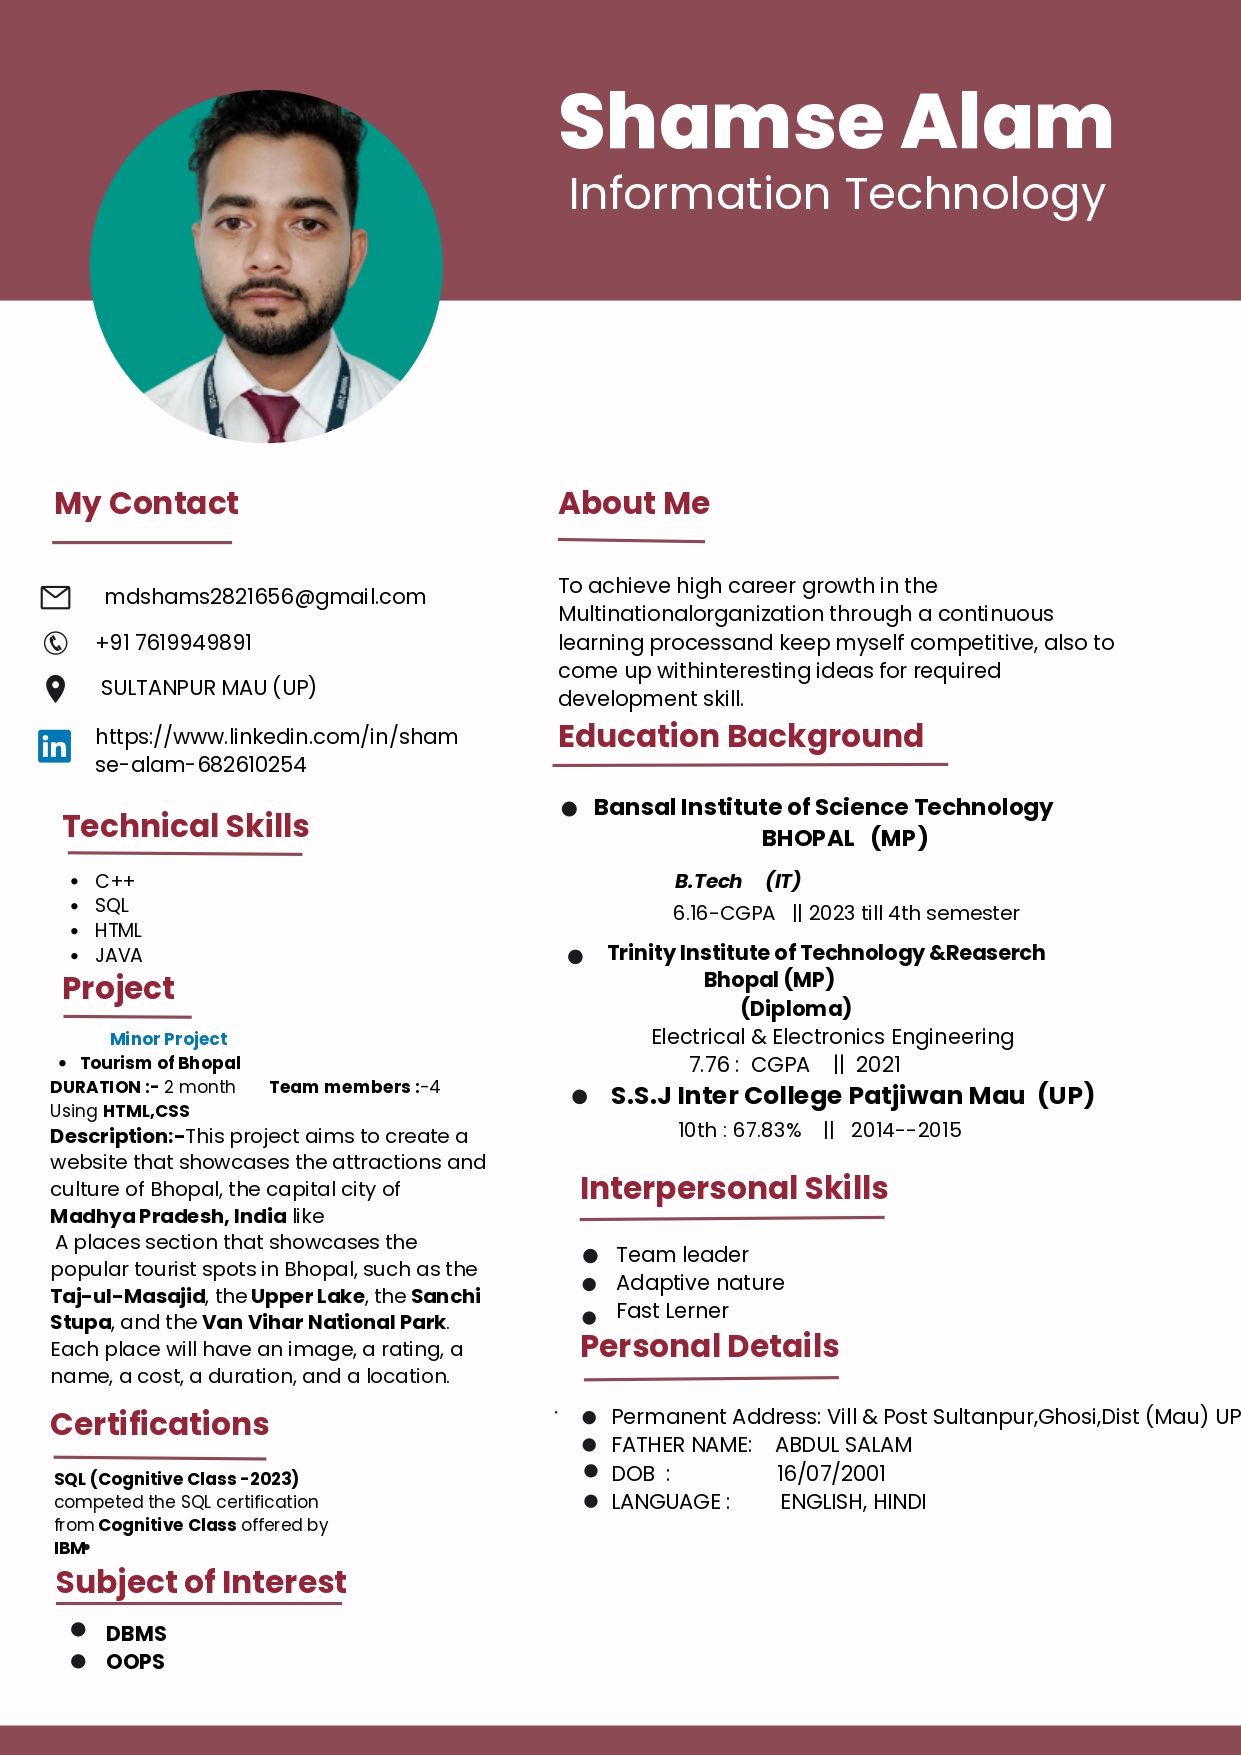 Shamse Alam
Information Technology
My Contact
mdshams2821656@gmail.com
+91 7619949891
SULTANPUR MAU (UP)
https://www.linkedin.com/in/sham
se-alam-682610254
Technical Skills
• C++
• SQL
• HTML
• JAVA
Project
Minor Project
• Tourism of Bhopal
DURATION :- 2 month Team members :-4
Using HTML,CSS
Description:-This project aims to create a
website that showcases the attractions and
culture of Bhopal, the capital city of
Madhya Pradesh, India like
A places section that showcases the
popular tourist spots in Bhopal, such as the
Taj-ul-Masajid, the Upper Lake, the Sanchi
Stupa, and the Van Vihar National Park.
Each place will have an image, a rating, a
name, a cost, a duration, and a location.
Certifications
SQL (Cognitive Class -2023)
competed the SQL certification
from Cognitive Class offered by
IBM•
Subject of Interest
• DBMS
• OOPS
About Me
To achieve high career growth in the
Multinationalorganization through a continuous
learning processand keep myself competitive, also to
come up withinteresting ideas for required
development skill.
Education Background
• Bansal Institute of Science Technology
BHOPAL (MP)
B.Tech (IT)
6.16-CGPA || 2023 till 4th semester
• Trinity Institute of Technology &Reaserch
Bhopal (MP)
(Diploma)
Electrical & Electronics Engineering
7.76 : CGPA || 2021
• S.S.J Inter College Patjiwan Mau (UP)
10th : 67.83% || 2014--2015
Interpersonal Skills
• Team leader
• Adaptive nature
• Fast Lerner
Personal Details
• Permanent Address: Vill & Post Sultanpur,Ghosi,Dist (Mau) UP
• FATHER NAME: ABDUL SALAM
• DOB : 16/07/2001
• LANGUAGE : ENGLISH, HINDI